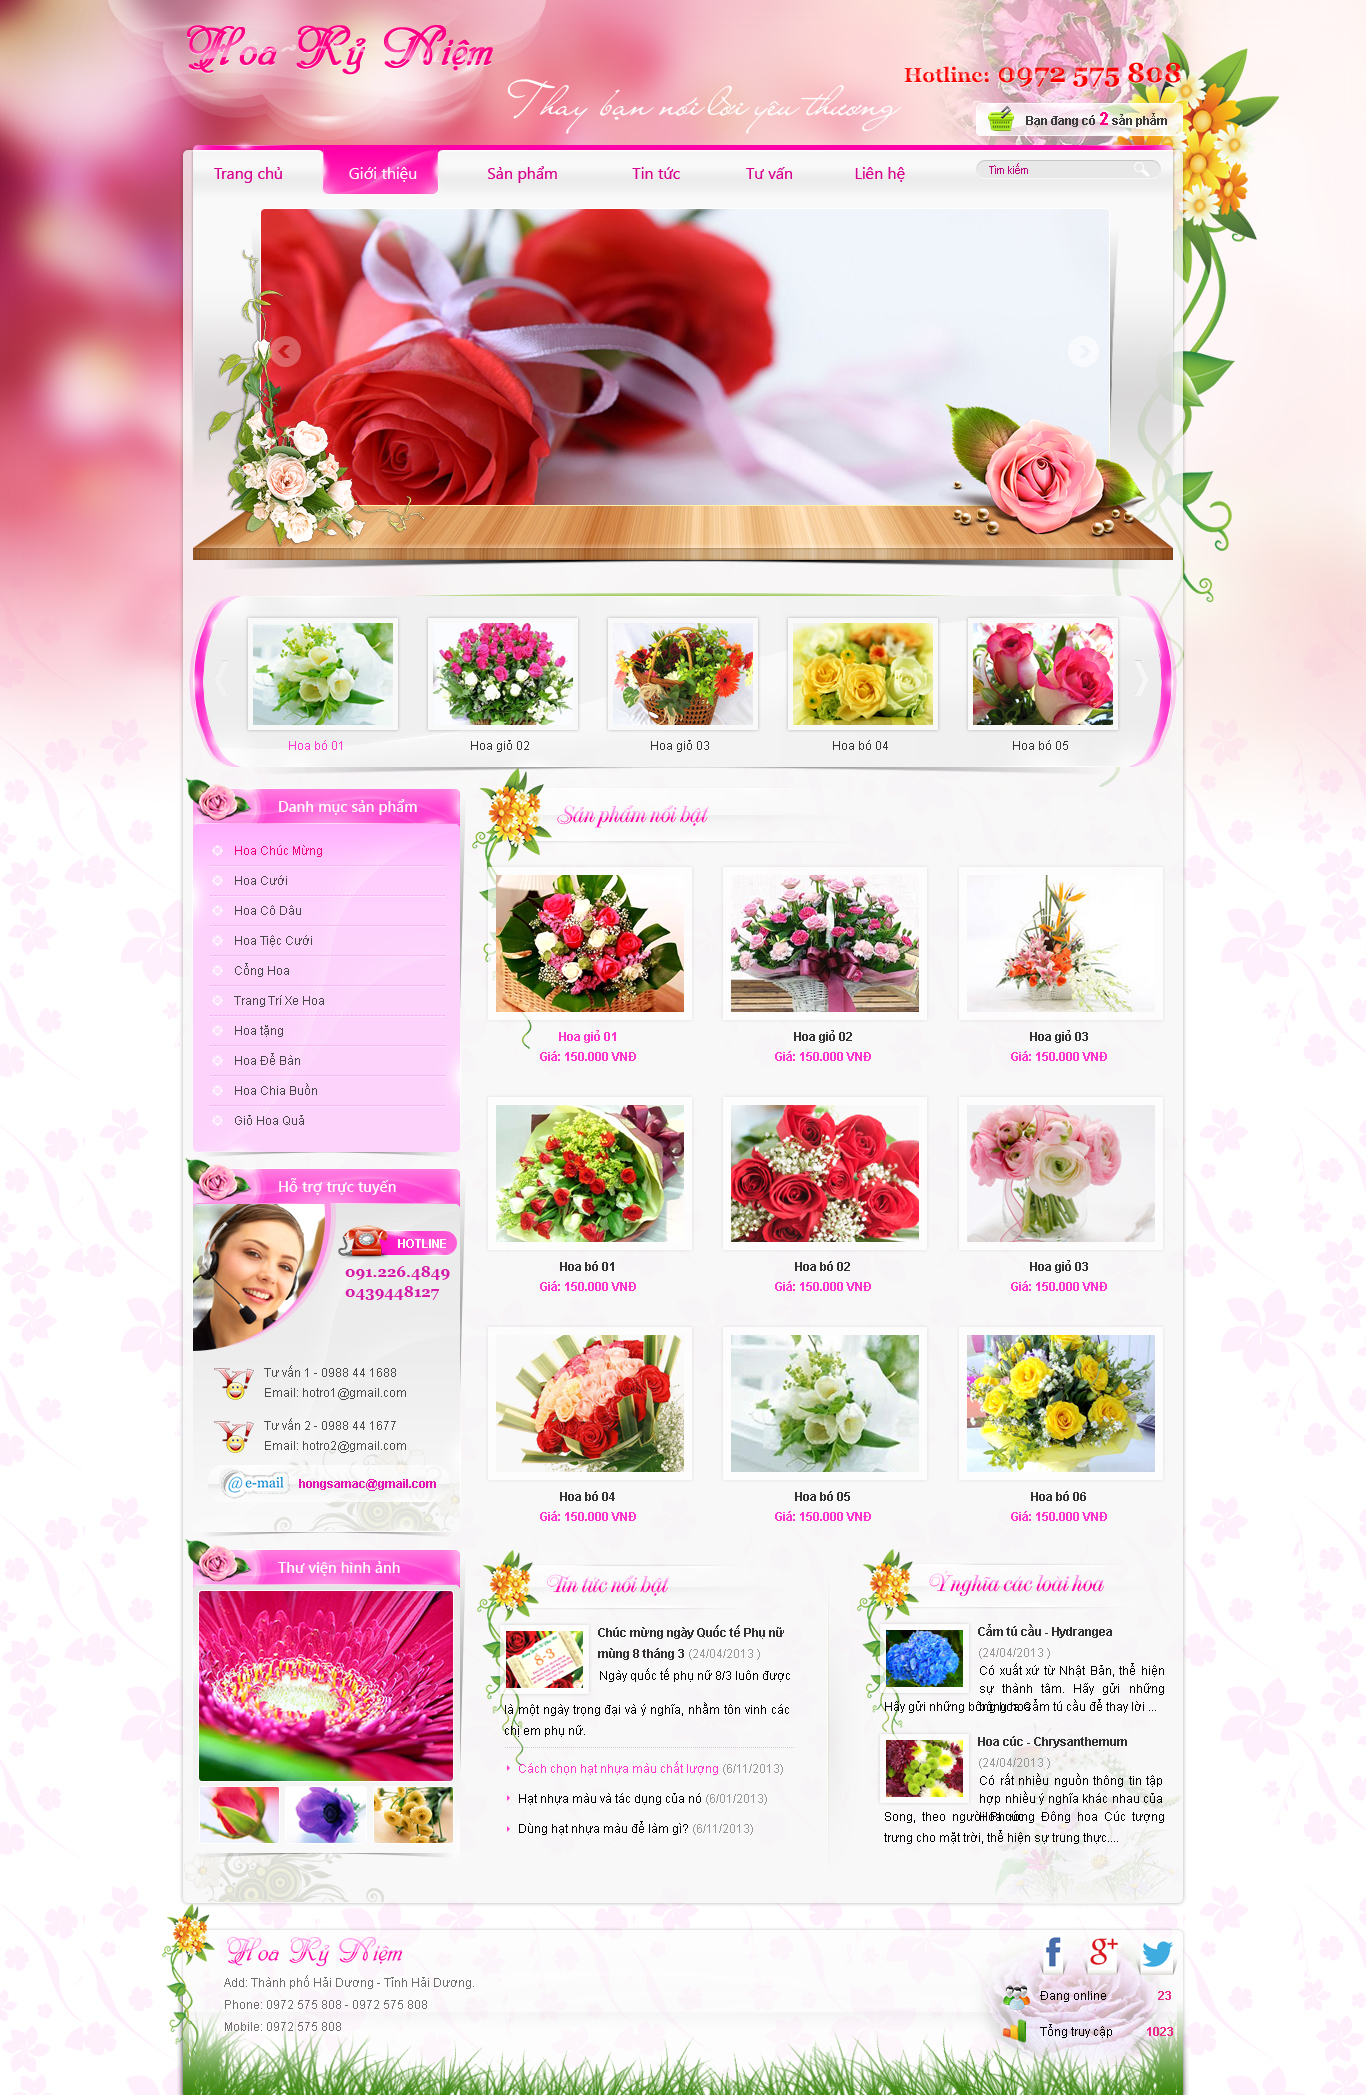 Hoa Kỷ Niệm
Thay bạn nói lời yêu thương
Hotline: 0972 575 808
Bạn đang có 2 sản phẩm
Trang chủ
Giới thiệu
Sản phẩm
Tin tức
Tư vấn
Liên hệ
Tìm kiếm
Hoa bó 01
Hoa giỏ 02
Hoa giỏ 03
Hoa bó 04
Hoa bó 05
Danh mục sản phẩm
Hoa Chúc Mừng
Hoa Cưới
Hoa Cô Dâu
Hoa Tiệc Cưới
Cổng Hoa
Trang Trí Xe Hoa
Hoa tặng
Hoa Để Bàn
Hoa Chia Buồn
Giỏ Hoa Quả
Hỗ trợ trực tuyến
HOTLINE
091.226.4849
0439448127
Tư vấn 1 - 0988 44 1688
Email: hotro1@gmail.com
Tư vấn 2 - 0988 44 1677
Email: hotro2@gmail.com
@ e-mail hongsamac@gmail.com
Thư viện hình ảnh
Sản phẩm nổi bật
Hoa giỏ 01
Giá: 150.000 VNĐ
Hoa giỏ 02
Giá: 150.000 VNĐ
Hoa giỏ 03
Giá: 150.000 VNĐ
Hoa bó 01
Giá: 150.000 VNĐ
Hoa bó 02
Giá: 150.000 VNĐ
Hoa giỏ 03
Giá: 150.000 VNĐ
Hoa bó 04
Giá: 150.000 VNĐ
Hoa bó 05
Giá: 150.000 VNĐ
Hoa bó 06
Giá: 150.000 VNĐ
Tin tức nổi bật
8-3
Chúc mừng ngày Quốc tế Phụ nữ
mùng 8 tháng 3 (24/04/2013 )
Ngày quốc tế phụ nữ 8/3 luôn được
là một ngày trọng đại và ý nghĩa, nhằm tôn vinh các
chị em phụ nữ.
Cách chọn hạt nhựa màu chất lượng (6/11/2013)
Hạt nhựa màu và tác dụng của nó (6/01/2013)
Dùng hạt nhựa màu để làm gì? (6/11/2013)
Ý nghĩa các loài hoa
Cẩm tú cầu - Hydrangea
(24/04/2013 )
Có xuất xứ từ Nhật Bản, thể hiện
sự thành tâm. Hãy gửi những
Hãy gửi những bông hoa Cẩm tú cầu để thay lời ...
Hoa cúc - Chrysanthemum
(24/04/2013 )
Có rất nhiều nguồn thông tin tập
hợp nhiều ý nghĩa khác nhau của
Song, theo người Phương Đông hoa Cúc tượng
trưng cho mặt trời, thể hiện sự trung thực....
Hoa Kỷ Niệm
Add: Thành phố Hải Dương - Tỉnh Hải Dương.
Phone: 0972 575 808 - 0972 575 808
Mobile: 0972 575 808
Đang online 23
Tổng truy cập 1023